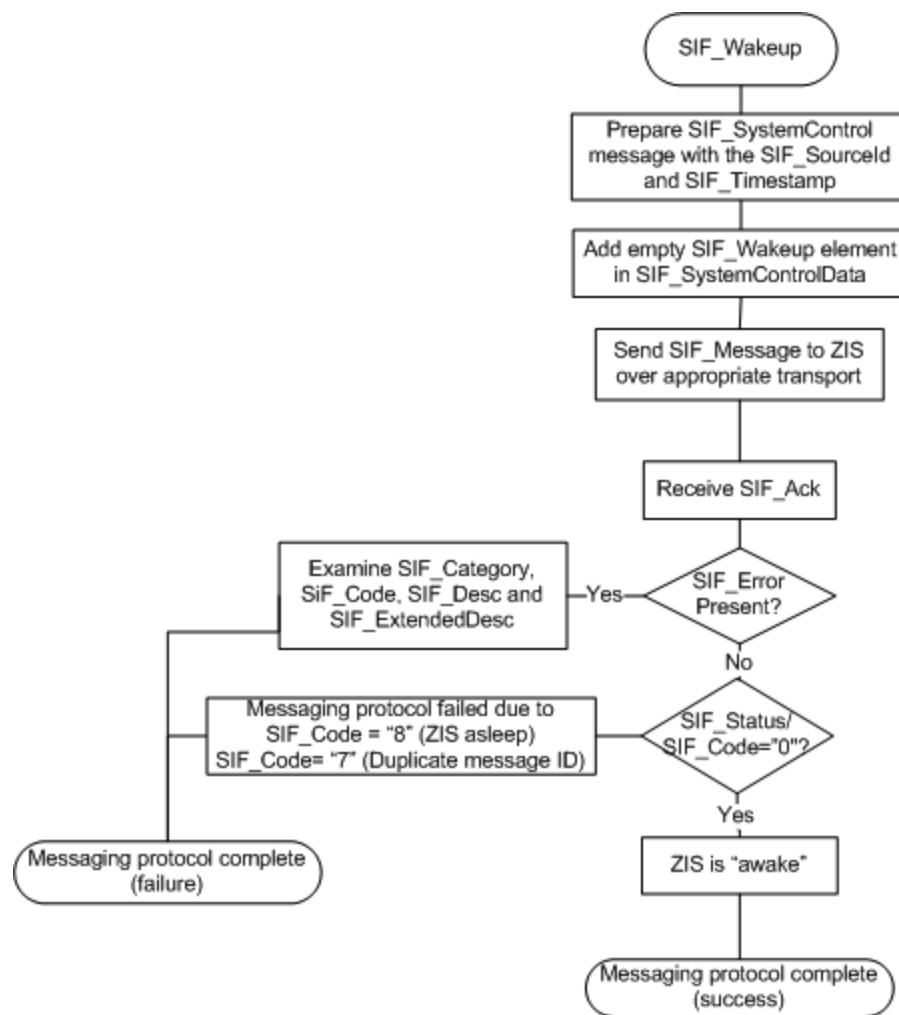 SIF_Wakeup
Prepare SIF_SystemControl
message with the SIF_SourceId
and SIF_Timestamp
Add empty SIF_Wakeup element
in SIF_SystemControlData
Send SIF_Message to ZIS
over appropriate transport
Receive SIF_Ack
SIF_Error
Present?
Yes
Examine SIF_Category,
SiF_Code, SIF_Desc and
SIF_ExtendedDesc
No
SIF_Status/
SIF_Code="0"?
Messaging protocol failed due to
SIF_Code = “8” (ZIS asleep)
SIF_Code= “7” (Duplicate message ID)
Yes
ZIS is “awake”
Messaging protocol complete
(failure)
Messaging protocol complete
(success)